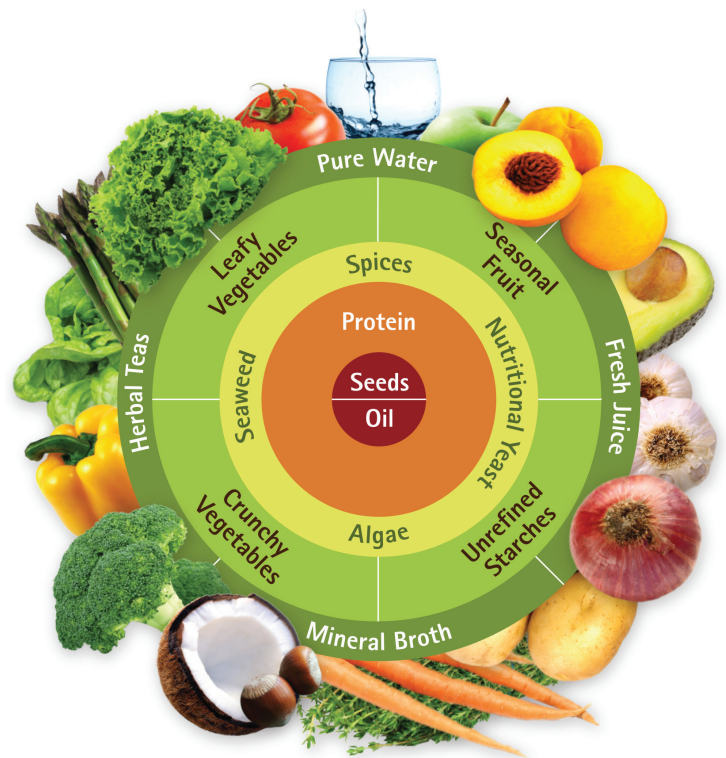 Pure Water
Leafy
Vegetables
Seasonal
Fruit
Spices
Protein
Seeds
Oil
Seaweed
Nutritional Yeast
Herbal Teas
Fresh Juice
Algae
Crunchy
Vegetables
Unrefined
Starches
Mineral Broth